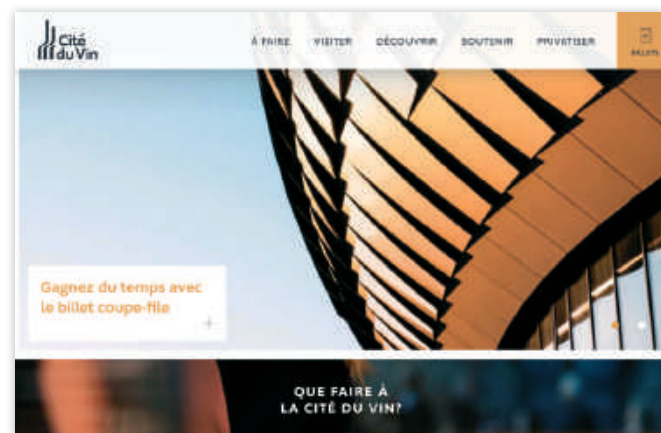 Cité
du Vin
À FAIRE
VISITER
DÉCOUVRIR
SOUTENIR
PRIVATISER
BILLETS
Gagnez du temps avec
le billet coupe-file
+
QUE FAIRE À
LA CITÉ DU VIN?